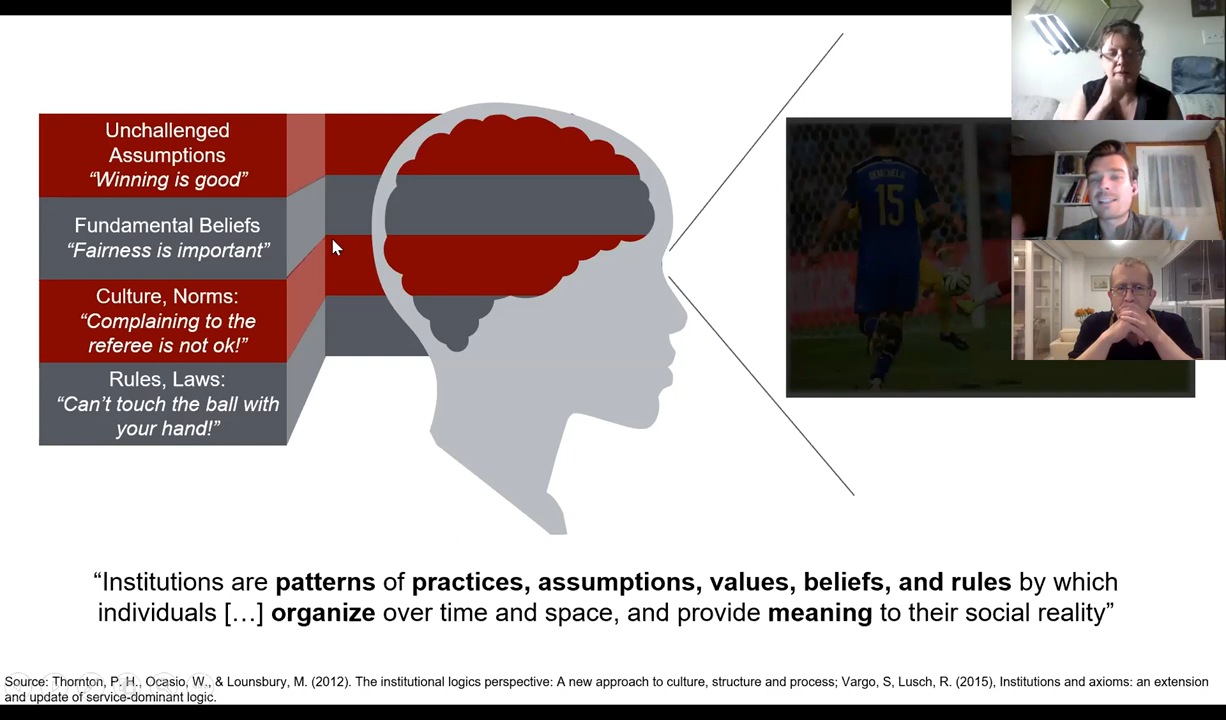 Unchallenged
Assumptions
“Winning is good”
Fundamental Beliefs
“Fairness is important”
Culture, Norms:
“Complaining to the
referee is not ok!”
Rules, Laws:
“Can’t touch the ball with
your hand!”
15
“Institutions are patterns of practices, assumptions, values, beliefs, and rules by which
individuals […] organize over time and space, and provide meaning to their social reality”
Source: Thornton, P. H., Ocasio, W., & Lounsbury, M. (2012). The institutional logics perspective: A new approach to culture, structure and process; Vargo, S, Lusch, R. (2015), Institutions and axioms: an extension
and update of service-dominant logic.